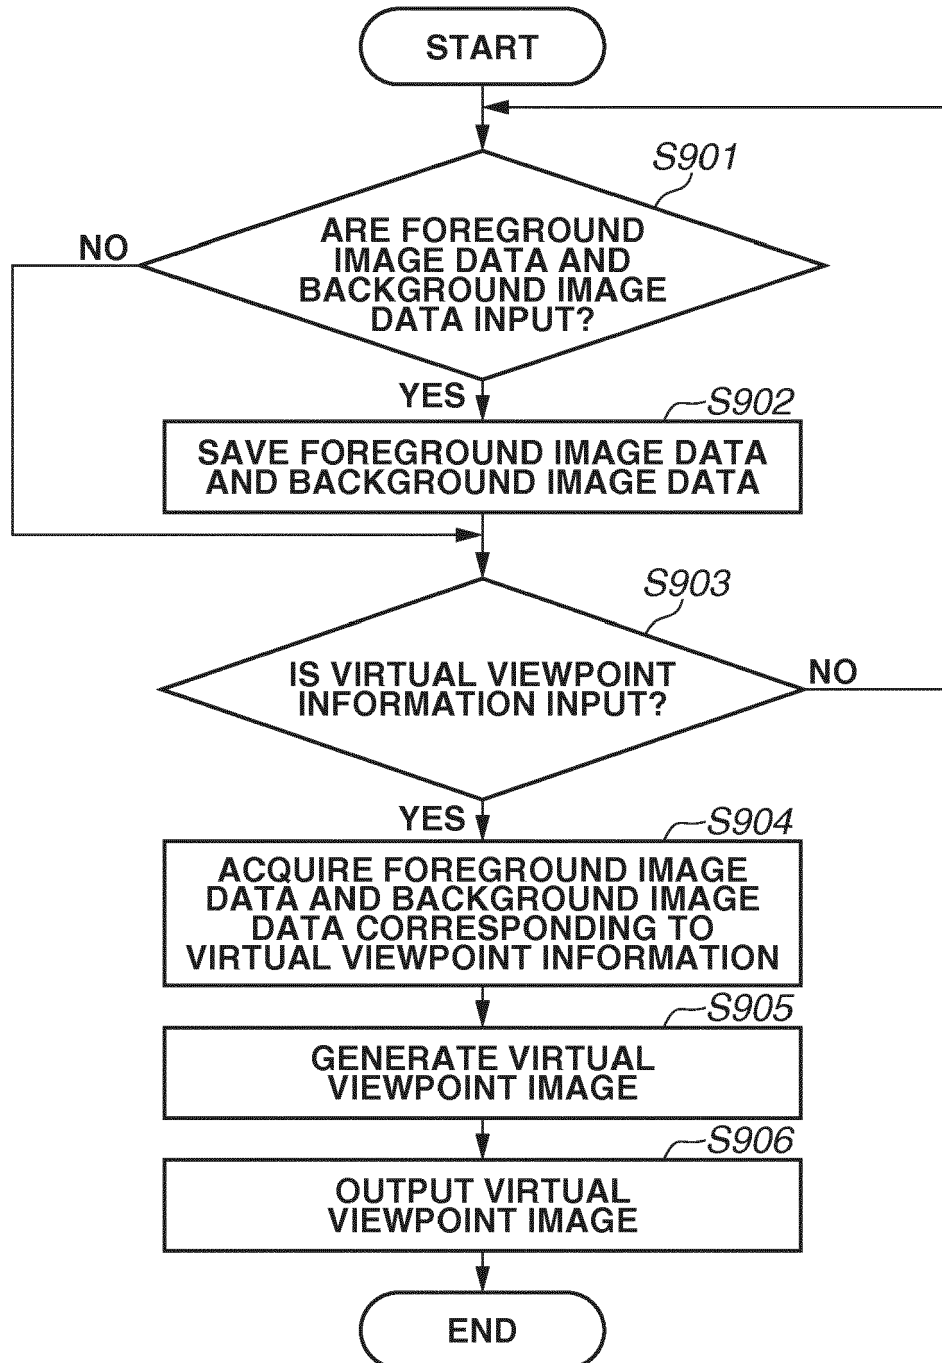 START
S901
ARE FOREGROUND
IMAGE DATA AND
BACKGROUND IMAGE
DATA INPUT?
NO
YES
S902
SAVE FOREGROUND IMAGE DATA
AND BACKGROUND IMAGE DATA
S903
IS VIRTUAL VIEWPOINT
INFORMATION INPUT?
NO
YES
S904
ACQUIRE FOREGROUND IMAGE
DATA AND BACKGROUND IMAGE
DATA CORRESPONDING TO
VIRTUAL VIEWPOINT INFORMATION
S905
GENERATE VIRTUAL
VIEWPOINT IMAGE
S906
OUTPUT VIRTUAL
VIEWPOINT IMAGE
END